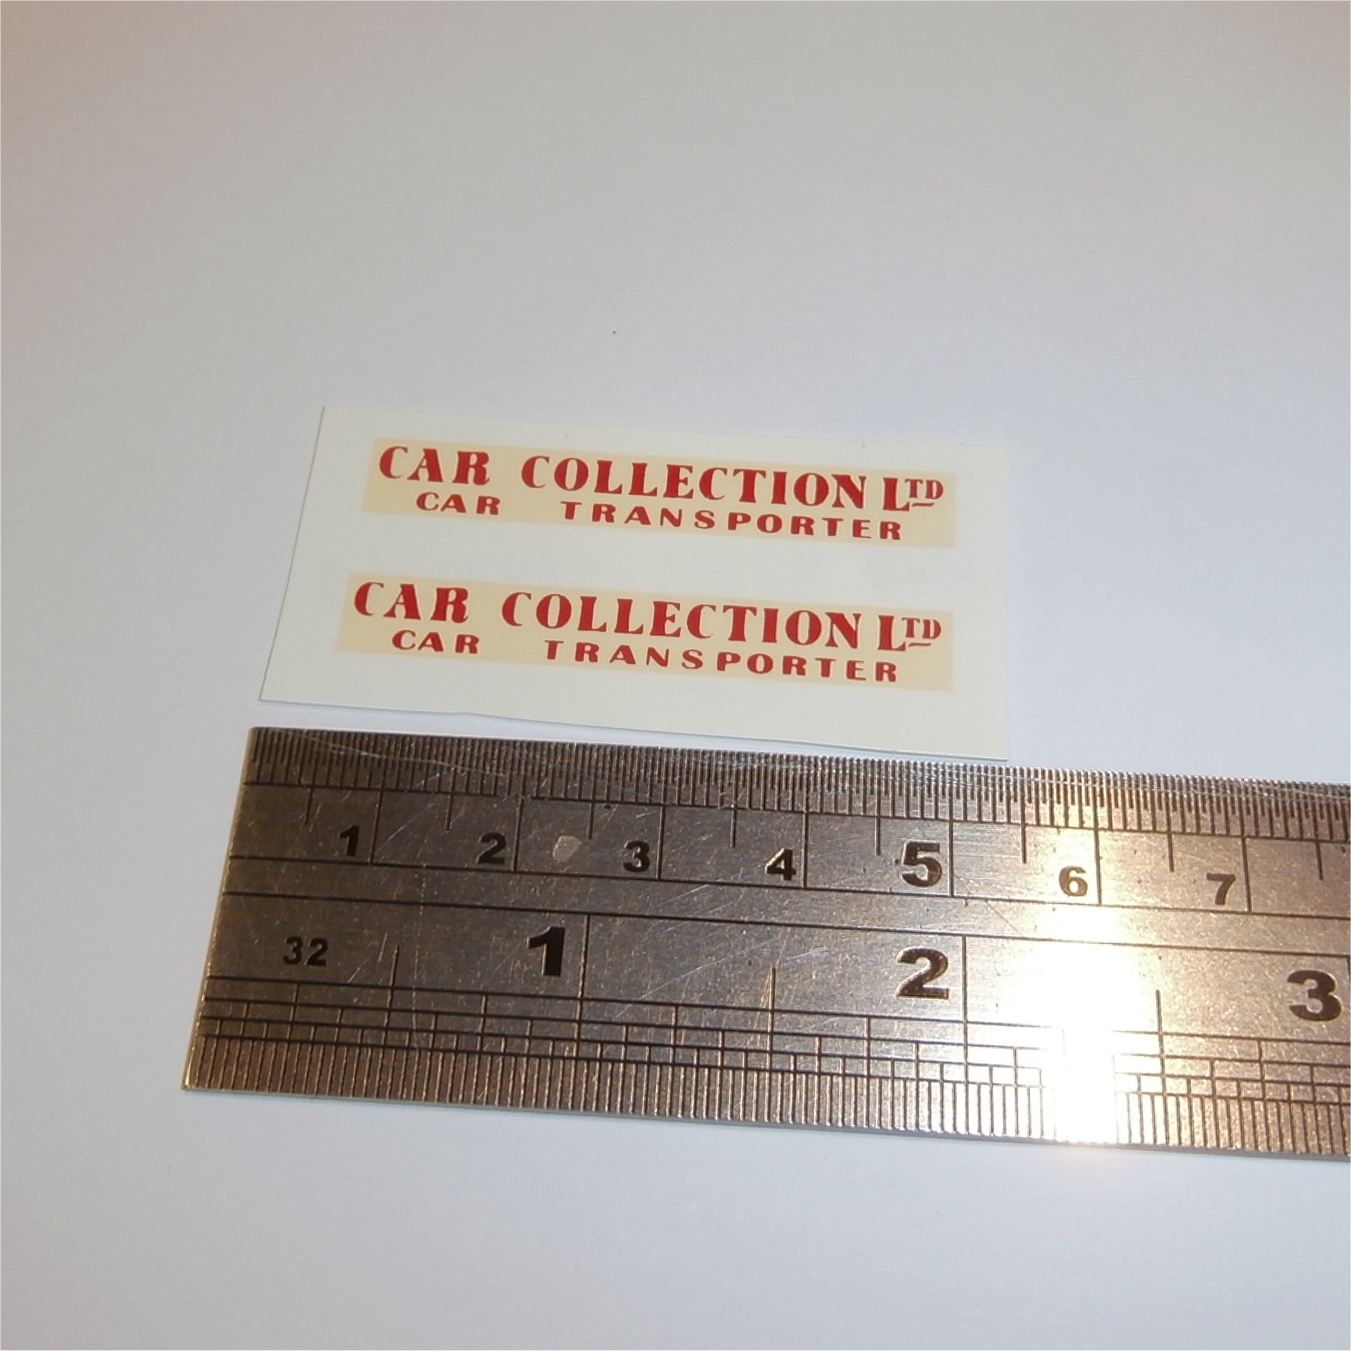 CAR COLLECTION LTD
CAR TRANSPORTER
CAR COLLECTION LTD
CAR TRANSPORTER
1 2 3 4 5 6 7
32 1 2 3